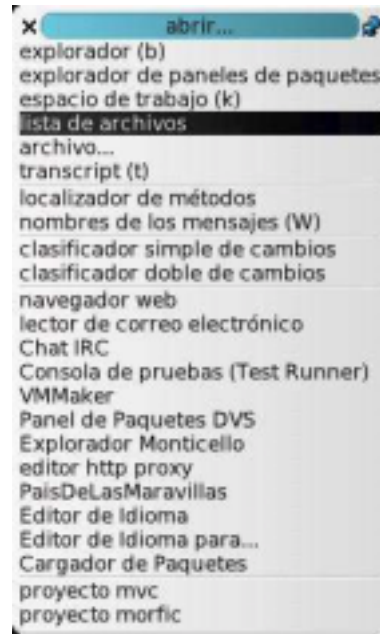 abrir...
explorador (b)
explorador de paneles de paquetes
espacio de trabajo (k)
lista de archivos
archivo...
transcript (t)
localizador de métodos
nombres de los mensajes (W)
clasificador simple de cambios
clasificador doble de cambios
navegador web
lector de correo electrónico
Chat IRC
Consola de pruebas (Test Runner)
VMMaker
Panel de Paquetes DVS
Explorador Monticello
editor http proxy
PaisDeLasMaravillas
Editor de Idioma
Editor de Idioma para...
Cargador de Paquetes
proyecto mvc
proyecto morfic